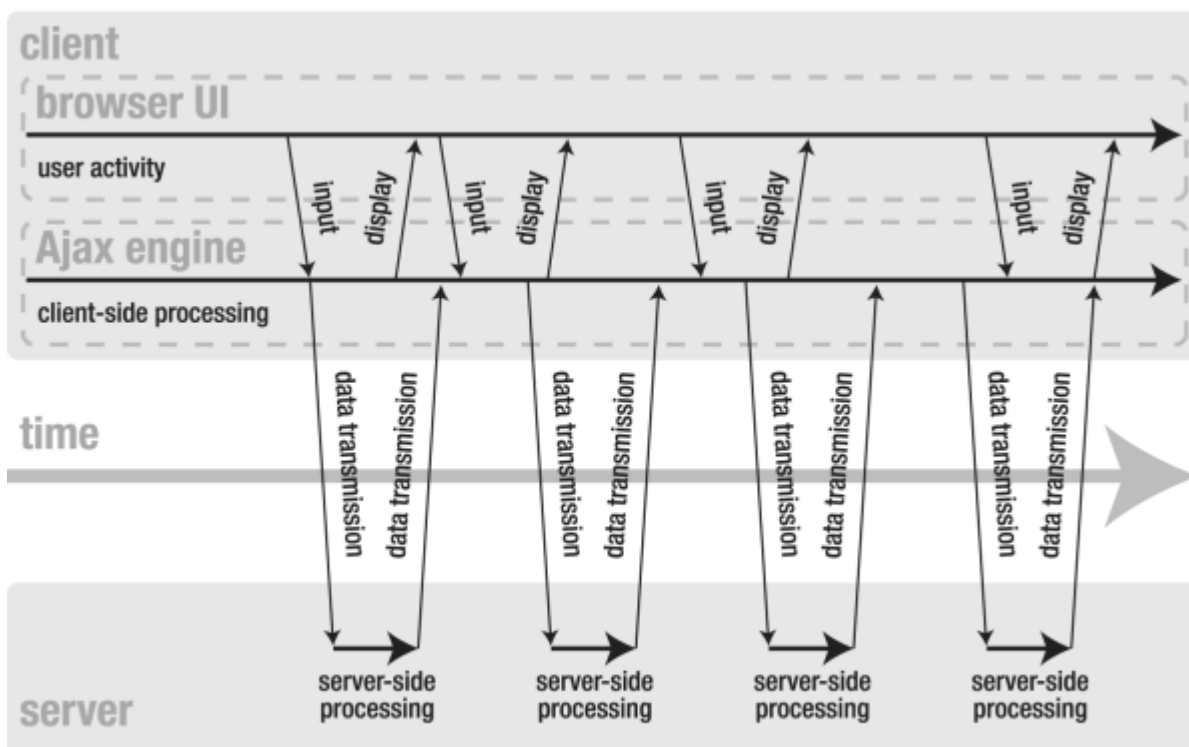 client
browser UI
user activity
input
display
input
display
input
display
input
display
Ajax engine
client-side processing
data transmission
data transmission
data transmission
data transmission
data transmission
data transmission
data transmission
data transmission
time
server-side
processing
server-side
processing
server-side
processing
server-side
processing
server